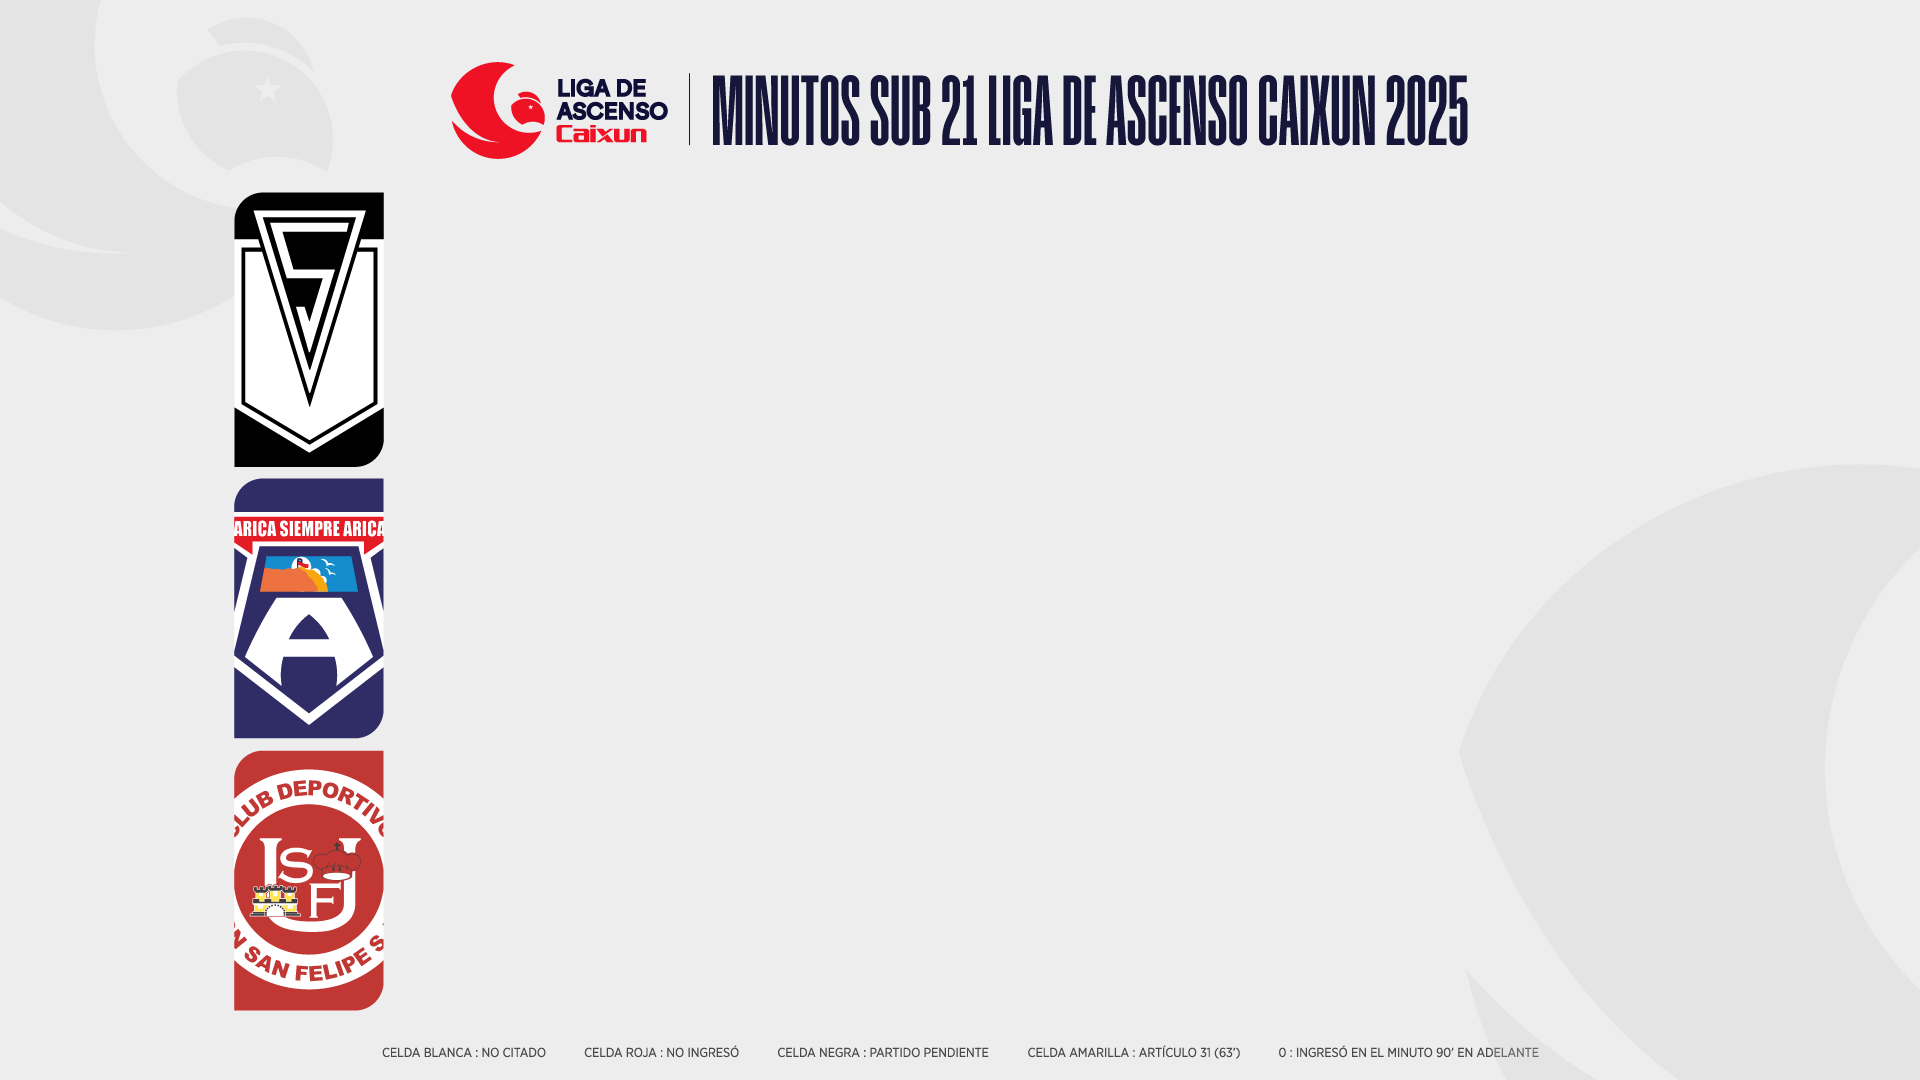 LIGA DE
ASCENSO
Caixun
MINUTOS SUB 21 LIGA DE ASCENSO CAIXUN 2025
ARICA SIEMPRE ARICA
A
CLUB DEPORTIVO
U
S
F
N SAN FELIPE S
CELDA BLANCA : NO CITADO CELDA ROJA : NO INGRESÓ CELDA NEGRA : PARTIDO PENDIENTE CELDA AMARILLA : ARTÍCULO 31 (63') 0 : INGRESÓ EN EL MINUTO 90' EN ADELANTE